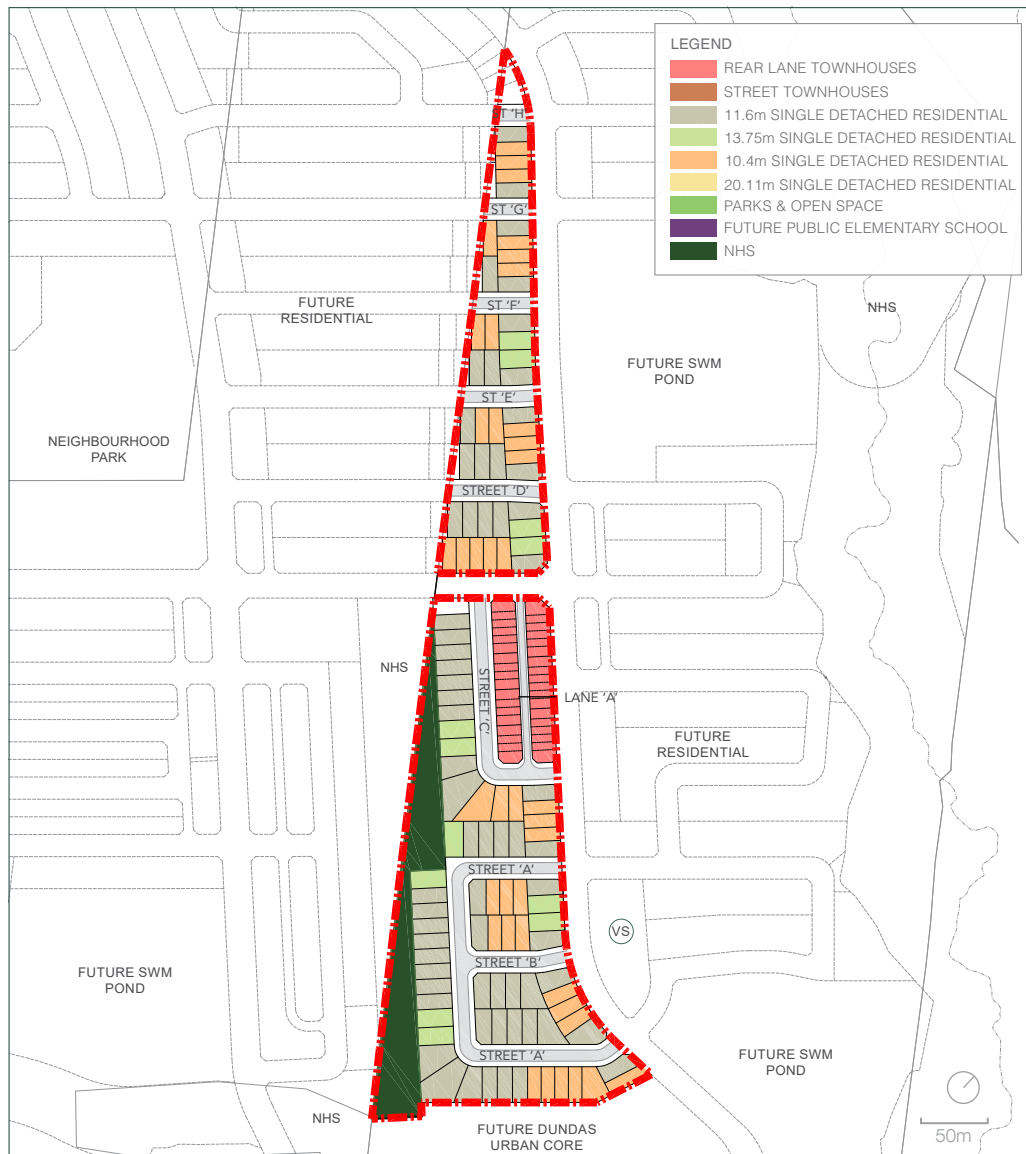 LEGEND
REAR LANE TOWNHOUSES
STREET TOWNHOUSES
11.6m SINGLE DETACHED RESIDENTIAL
13.75m SINGLE DETACHED RESIDENTIAL
10.4m SINGLE DETACHED RESIDENTIAL
20.11m SINGLE DETACHED RESIDENTIAL
PARKS & OPEN SPACE
FUTURE PUBLIC ELEMENTARY SCHOOL
NHS
ST 'H'
ST 'G'
FUTURE
RESIDENTIAL
ST 'F'
NHS
FUTURE SWM
POND
ST 'E'
NEIGHBOURHOOD
PARK
STREET 'D'
NHS
STREET 'C'
LANE 'A'
FUTURE
RESIDENTIAL
STREET 'A'
VS
STREET 'B'
FUTURE SWM
POND
STREET 'A'
FUTURE SWM
POND
NHS
FUTURE DUNDAS
URBAN CORE
50m